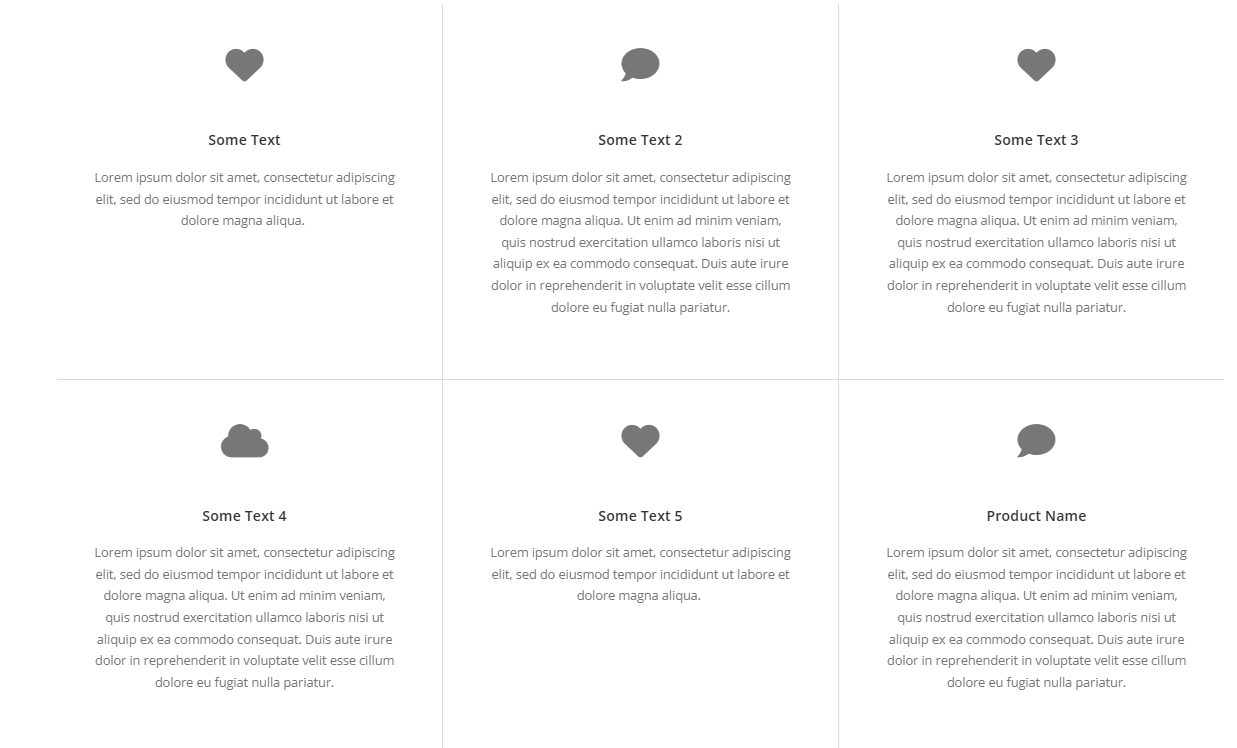 Some Text
Lorem ipsum dolor sit amet, consectetur adipiscing
elit, sed do eiusmod tempor incididunt ut labore et
dolore magna aliqua.
Some Text 2
Lorem ipsum dolor sit amet, consectetur adipiscing
elit, sed do eiusmod tempor incididunt ut labore et
dolore magna aliqua. Ut enim ad minim veniam,
quis nostrud exercitation ullamco laboris nisi ut
aliquip ex ea commodo consequat. Duis aute irure
dolor in reprehenderit in voluptate velit esse cillum
dolore eu fugiat nulla pariatur.
Some Text 3
Lorem ipsum dolor sit amet, consectetur adipiscing
elit, sed do eiusmod tempor incididunt ut labore et
dolore magna aliqua. Ut enim ad minim veniam,
quis nostrud exercitation ullamco laboris nisi ut
aliquip ex ea commodo consequat. Duis aute irure
dolor in reprehenderit in voluptate velit esse cillum
dolore eu fugiat nulla pariatur.
Some Text 4
Lorem ipsum dolor sit amet, consectetur adipiscing
elit, sed do eiusmod tempor incididunt ut labore et
dolore magna aliqua. Ut enim ad minim veniam,
quis nostrud exercitation ullamco laboris nisi ut
aliquip ex ea commodo consequat. Duis aute irure
dolor in reprehenderit in voluptate velit esse cillum
dolore eu fugiat nulla pariatur.
Some Text 5
Lorem ipsum dolor sit amet, consectetur adipiscing
elit, sed do eiusmod tempor incididunt ut labore et
dolore magna aliqua.
Product Name
Lorem ipsum dolor sit amet, consectetur adipiscing
elit, sed do eiusmod tempor incididunt ut labore et
dolore magna aliqua. Ut enim ad minim veniam,
quis nostrud exercitation ullamco laboris nisi ut
aliquip ex ea commodo consequat. Duis aute irure
dolor in reprehenderit in voluptate velit esse cillum
dolore eu fugiat nulla pariatur.